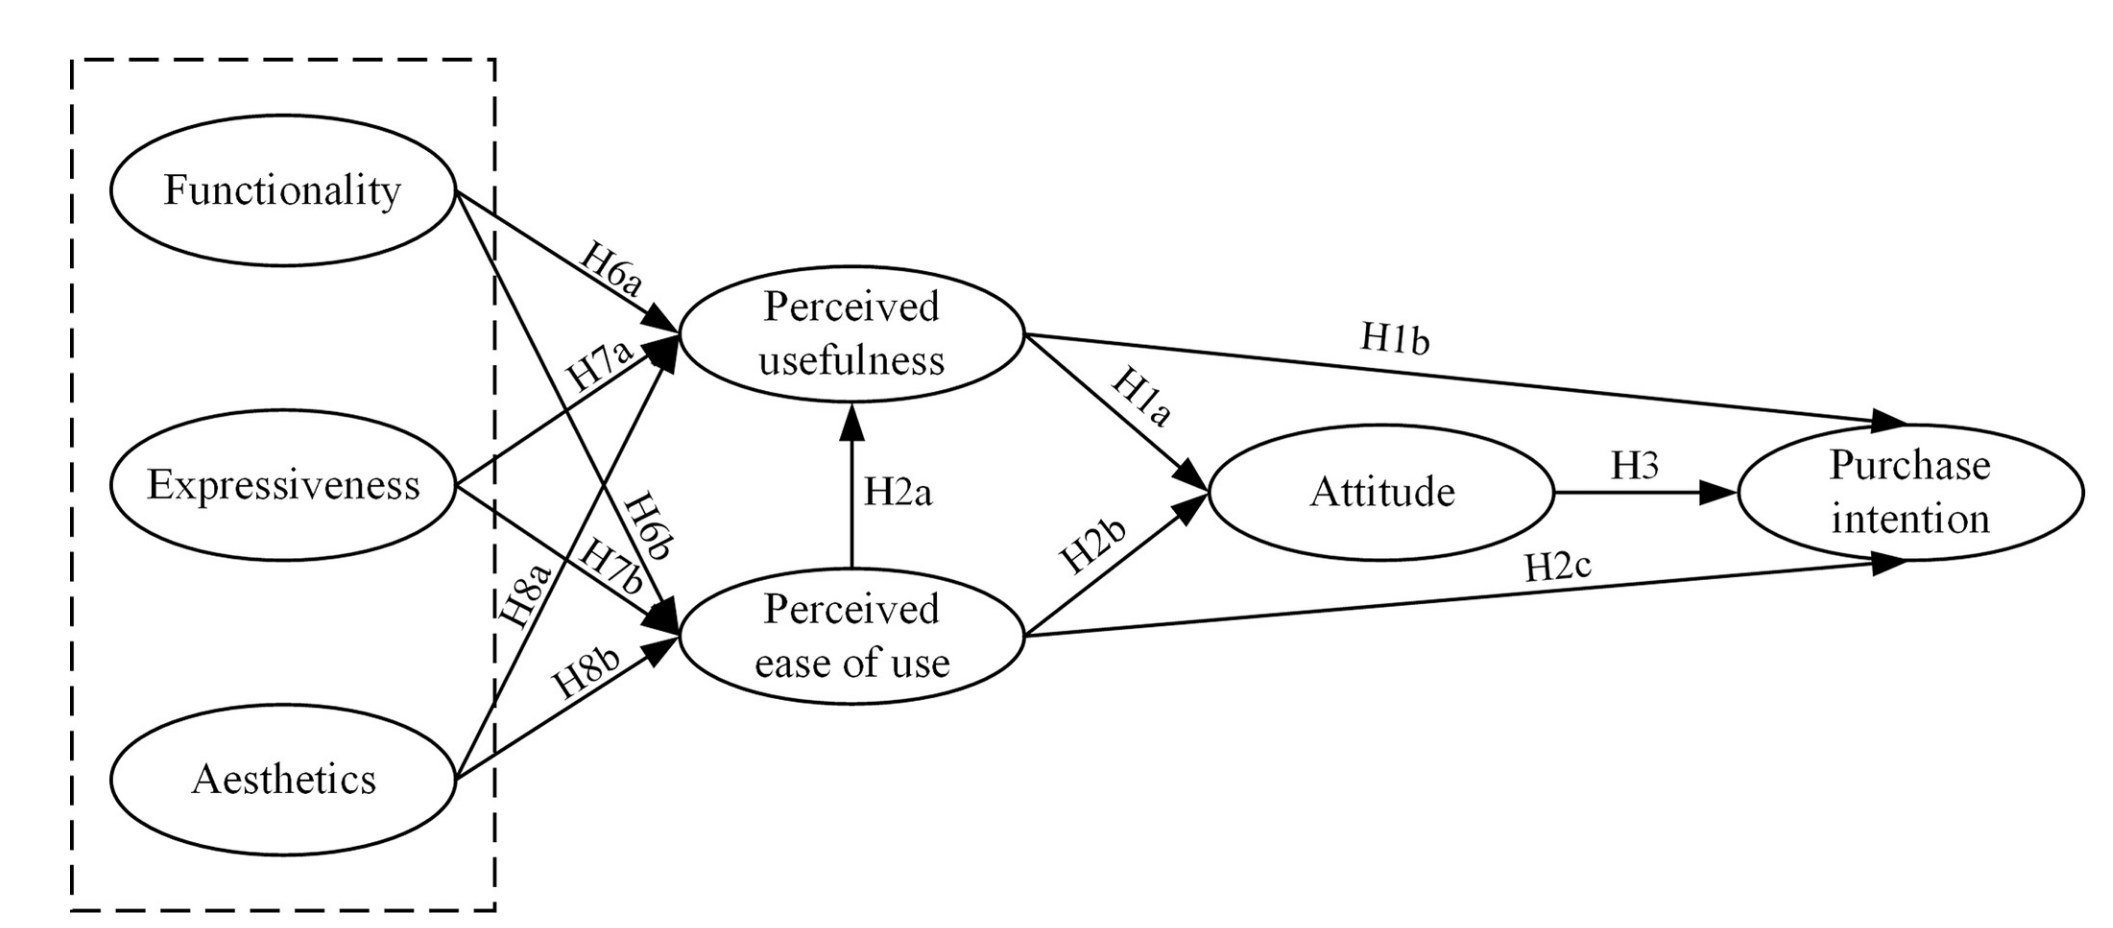 Functionality
H6a
Perceived
usefulness
H1b
H7a
H1a
Expressiveness
H6b
H2a
Attitude
H3
Purchase
intention
H7b
H8a
H2b
H2c
Perceived
ease of use
H8b
Aesthetics